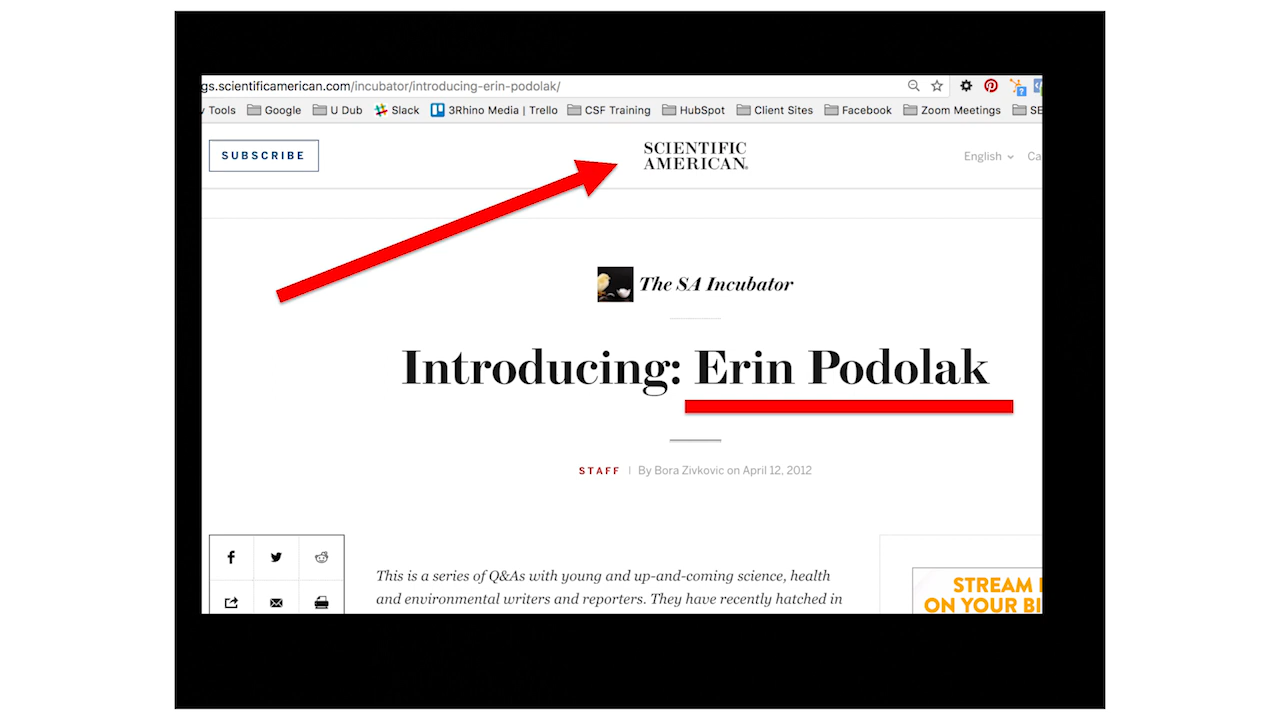 gs.scientificamerican.com/incubator/introducing-erin-podolak/
Tools Google U Dub Slack 3Rhino Media | Trello CSF Training HubSpot Client Sites Facebook Zoom Meetings
SUBSCRIBE
SCIENTIFIC
AMERICAN®
English
The SA Incubator
Introducing: Erin Podolak
STAFF | By Bora Zivkovic on April 12, 2012
This is a series of Q&As with young and up-and-coming science, health
and environmental writers and reporters. They have recently hatched in
STREAM
ON YOUR